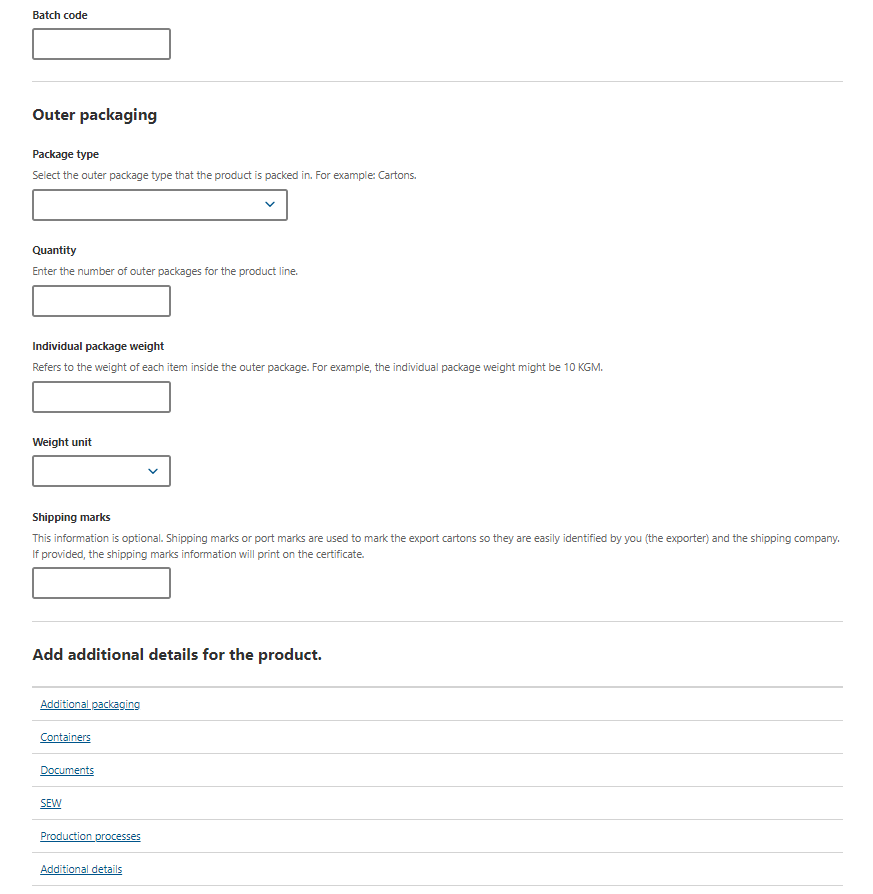 Batch code
Outer packaging
Package type
Select the outer package type that the product is packed in. For example: Cartons.
Quantity
Enter the number of outer packages for the product line.
Individual package weight
Refers to the weight of each item inside the outer package. For example, the individual package weight might be 10 KGM.
Weight unit
Shipping marks
This information is optional. Shipping marks or port marks are used to mark the export cartons so they are easily identified by you (the exporter) and the shipping company.
If provided, the shipping marks information will print on the certificate.
Add additional details for the product.
Additional packaging
Containers
Documents
SEW
Production processes
Additional details